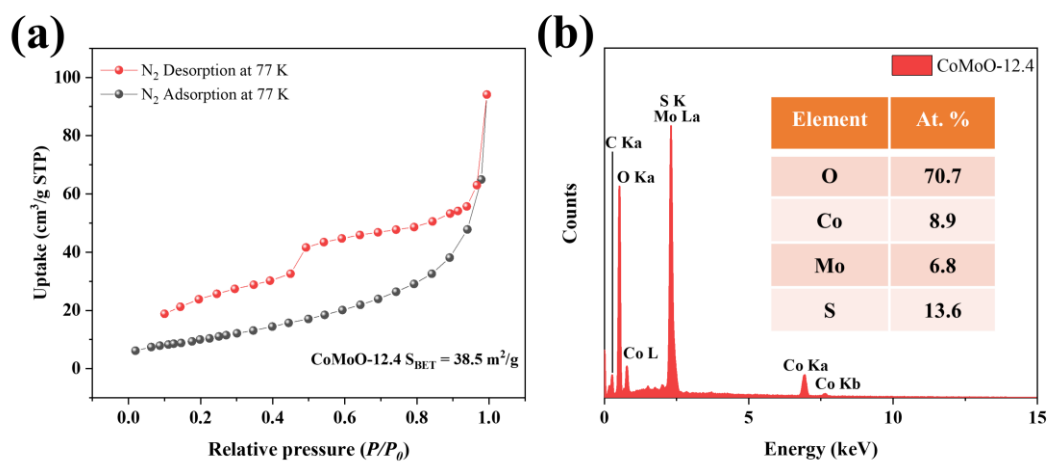 (a)
N₂ Desorption at 77 K
N₂ Adsorption at 77 K
Uptake (cm³/g STP)
100
80
60
40
20
0
CoMoO-12.4 S_BET = 38.5 m²/g
0.0 0.2 0.4 0.6 0.8 1.0
Relative pressure (P/P₀)
(b)
CoMoO-12.4
S K
Mo La
C Ka
O Ka
Co L
Co Ka
Co Kb
Counts
Element At. %
O 70.7
Co 8.9
Mo 6.8
S 13.6
0 5 10 15
Energy (keV)